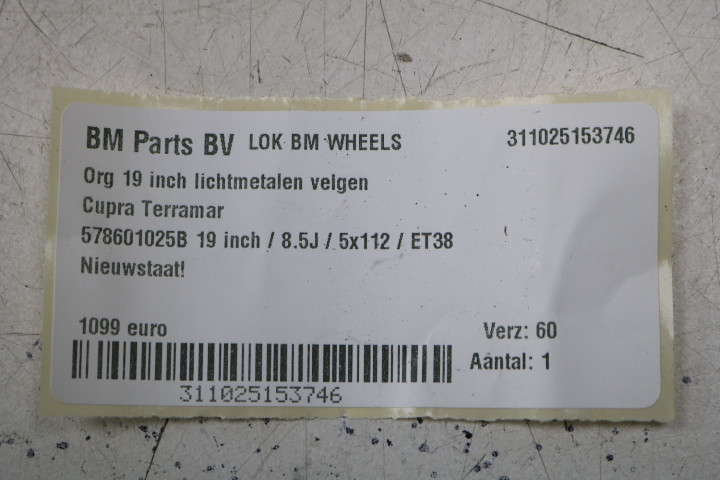 BM Parts BV LOK BM WHEELS 311025153746
Org 19 inch lichtmetalen velgen
Cupra Terramar
578601025B 19 inch / 8.5J / 5x112 / ET38
Nieuwstaat!
1099 euro Verz: 60
Aantal: 1
311025153746